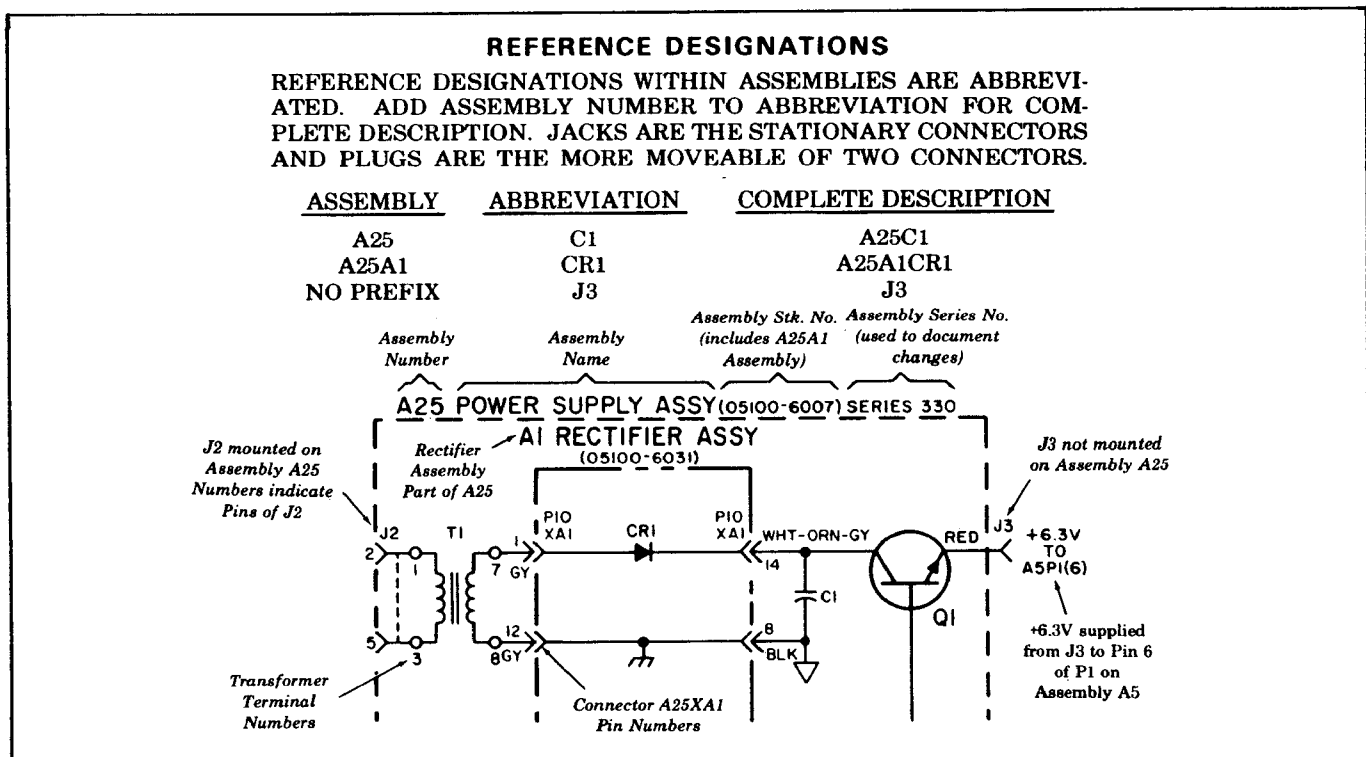 REFERENCE DESIGNATIONS
REFERENCE DESIGNATIONS WITHIN ASSEMBLIES ARE ABBREVI-
ATED. ADD ASSEMBLY NUMBER TO ABBREVIATION FOR COM-
PLETE DESCRIPTION. JACKS ARE THE STATIONARY CONNECTORS
AND PLUGS ARE THE MORE MOVEABLE OF TWO CONNECTORS.
ASSEMBLY ABBREVIATION COMPLETE DESCRIPTION
A25 C1 A25C1
A25A1 CR1 A25A1CR1
NO PREFIX J3 J3
Assembly
Number
Assembly
Name
Assembly Stk. No.
(includes A25A1
Assembly)
Assembly Series No.
(used to document
changes)
A25 POWER SUPPLY ASSY (05100-6007) SERIES 330
A1 RECTIFIER ASSY
(05100-6031)
J2 mounted on
Assembly A25
Numbers indicate
Pins of J2
Rectifier
Assembly
Part of A25
J3 not mounted
on Assembly A25
J2
2
5
T1
1
3
7
8
1
GY
12
GY
P10
XA1
CR1
P10
XA1
14
WHT-ORN-GY
8
BLK
C1
Q1
RED
J3
+6.3V
TO
A5P1(6)
+6.3V supplied
from J3 to Pin 6
of P1 on
Assembly A5
Transformer
Terminal
Numbers
Connector A25XA1
Pin Numbers